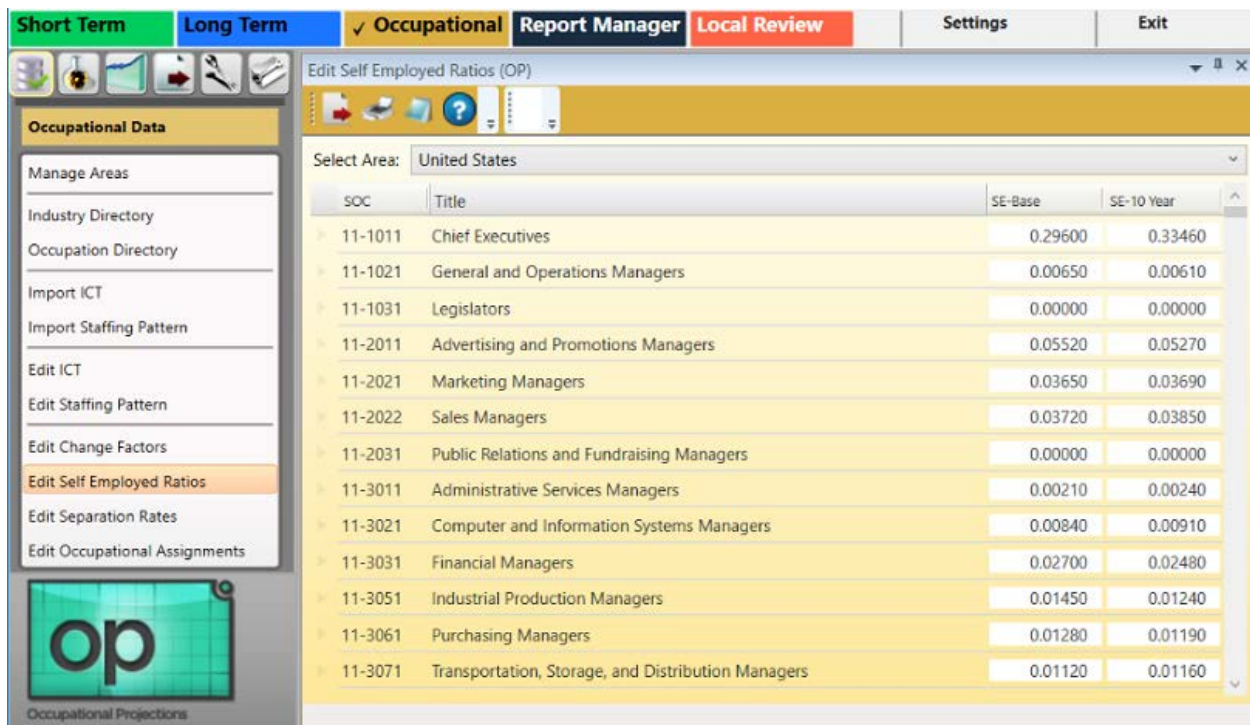 Short Term Long Term ✓ Occupational Report Manager Local Review Settings Exit
Edit Self Employed Ratios (OP)
Occupational Data
Manage Areas
Industry Directory
Occupation Directory
Import ICT
Import Staffing Pattern
Edit ICT
Edit Staffing Pattern
Edit Change Factors
Edit Self Employed Ratios
Edit Separation Rates
Edit Occupational Assignments
op
Occupational Projections
Select Area: United States
SOC Title SE-Base SE-10 Year
11-1011 Chief Executives 0.29600 0.33460
11-1021 General and Operations Managers 0.00650 0.00610
11-1031 Legislators 0.00000 0.00000
11-2011 Advertising and Promotions Managers 0.05520 0.05270
11-2021 Marketing Managers 0.03650 0.03690
11-2022 Sales Managers 0.03720 0.03850
11-2031 Public Relations and Fundraising Managers 0.00000 0.00000
11-3011 Administrative Services Managers 0.00210 0.00240
11-3021 Computer and Information Systems Managers 0.00840 0.00910
11-3031 Financial Managers 0.02700 0.02480
11-3051 Industrial Production Managers 0.01450 0.01240
11-3061 Purchasing Managers 0.01280 0.01190
11-3071 Transportation, Storage, and Distribution Managers 0.01120 0.01160